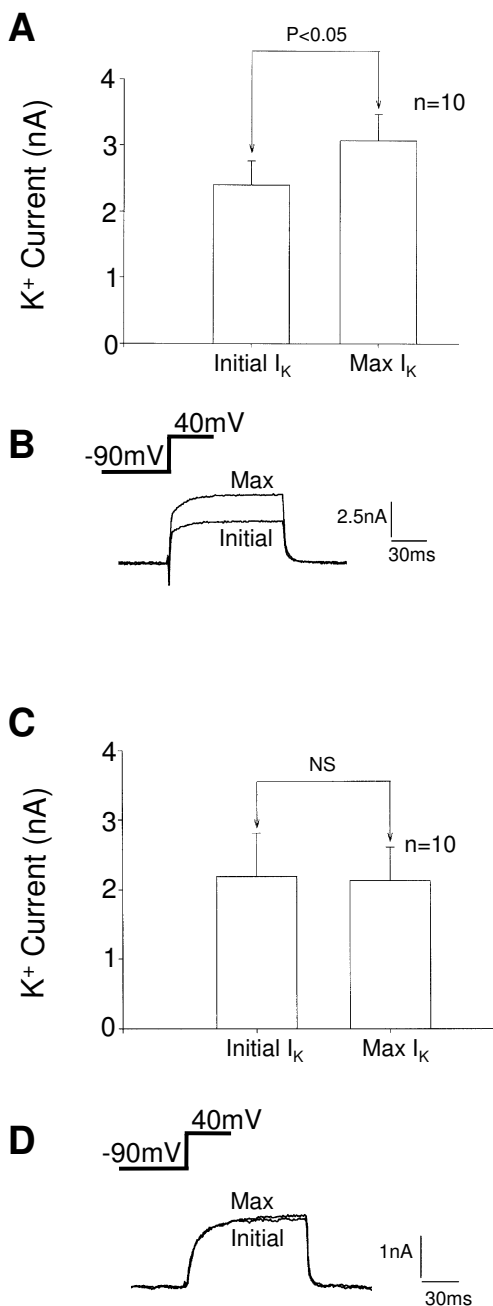 A
P<0.05
n=10
4
3
2
1
0
K+ Current (nA)
Initial IK
Max IK
B
40mV
-90mV
Max
Initial
2.5nA
30ms
C
NS
n=10
4
3
2
1
0
K+ Current (nA)
Initial IK
Max IK
D
40mV
-90mV
Max
Initial
1nA
30ms